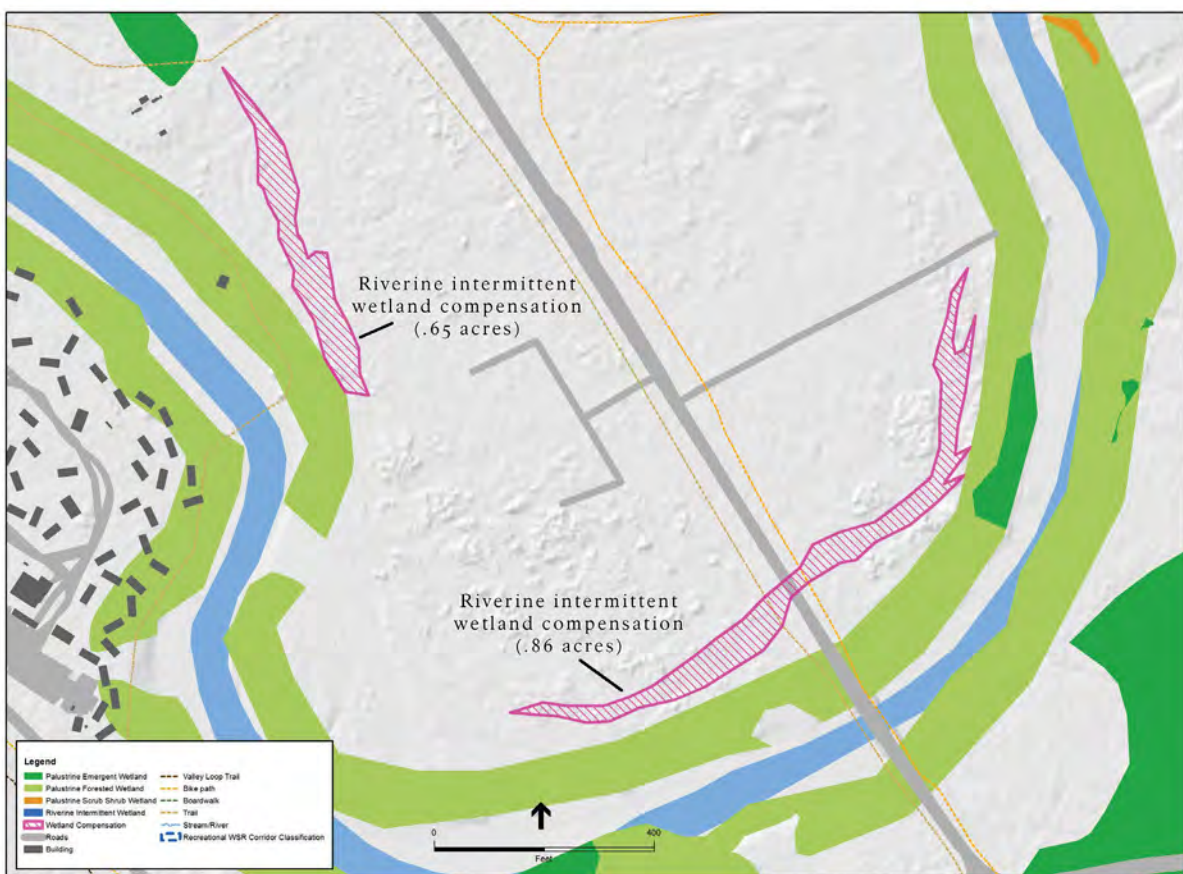 Riverine intermittent
wetland compensation
(.65 acres)
Riverine intermittent
wetland compensation
(.86 acres)
Legend
Palustrine Emergent Wetland
Palustrine Forested Wetland
Palustrine Scrub Shrub Wetland
Riverine Intermittent Wetland
Wetland Compensation
Roads
Building
Valley Loop Trail
Bike path
Boardwalk
Trail
Stream/River
Recreational WSR Corridor Classification
0
400
Feet